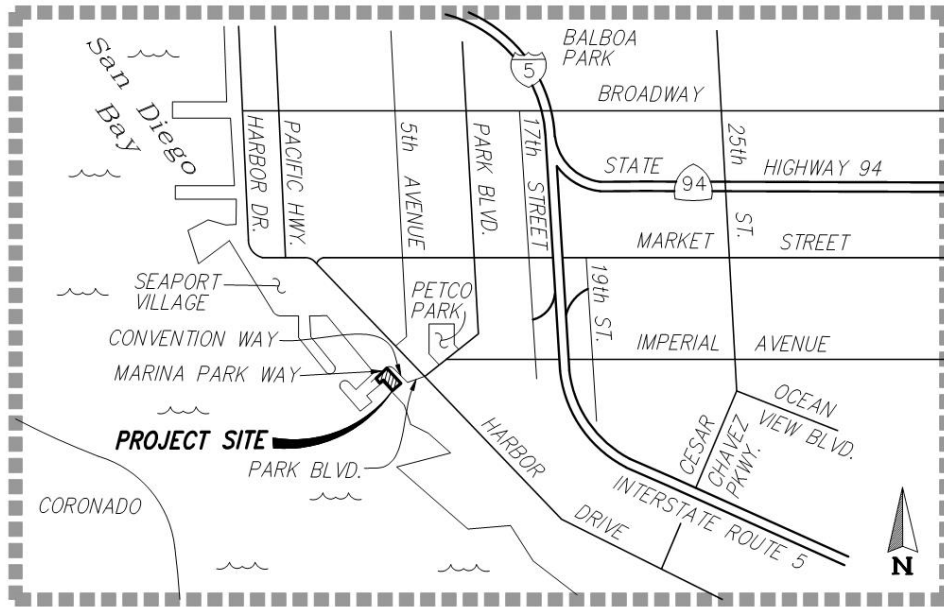 San Diego
Bay
BALBOA
PARK
5
BROADWAY
HARBOR DR.
PACIFIC HWY.
5th
AVENUE
PARK BLVD.
17th
STREET
25th
ST.
STATE
94
HIGHWAY 94
MARKET
STREET
SEAPORT
VILLAGE
PETCO
PARK
19th ST.
CONVENTION WAY
IMPERIAL
AVENUE
MARINA PARK WAY
PROJECT SITE
PARK BLVD.
HARBOR
DRIVE
CESAR
CHAVEZ
PKWY.
OCEAN
VIEW BLVD.
CORONADO
INTERSTATE ROUTE 5
N